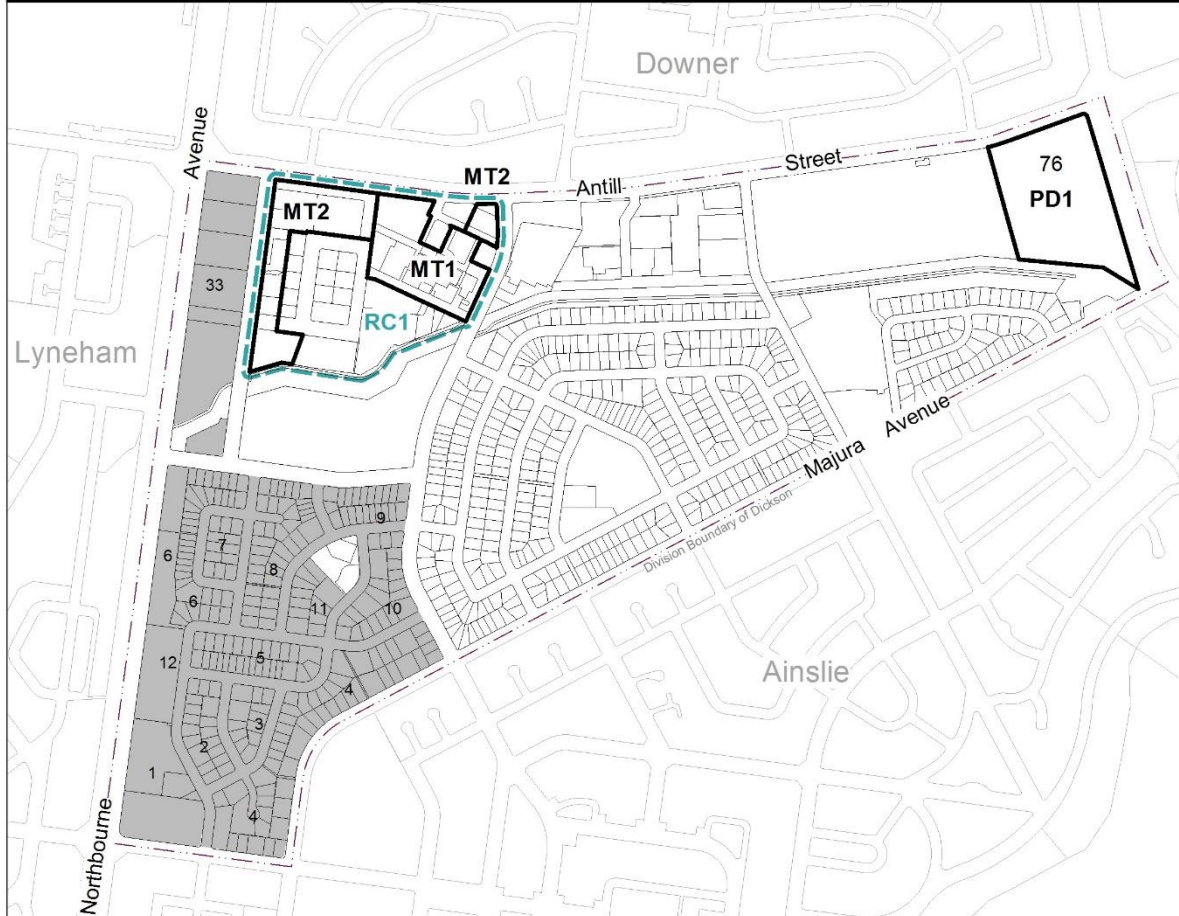 Downer
Avenue
Street
MT2
Antill
76
PD1
MT2
MT1
33
RC1
Lyneham
Majura Avenue
Division Boundary of Dickson
9
7
6
8
6
11
10
5
12
4
Ainslie
3
2
1
4
Northbourne